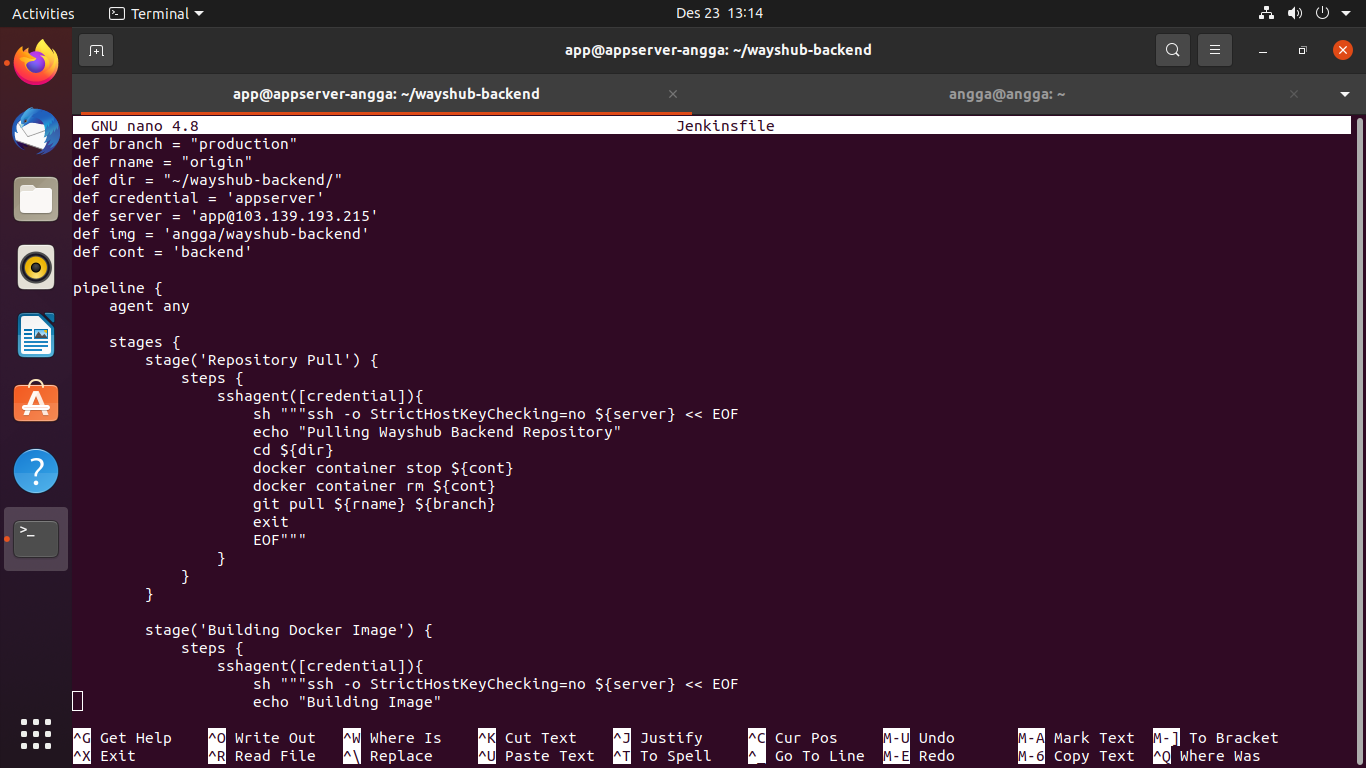 Activities
Terminal
Des 23 13:14
app@appserver-angga: ~/wayshub-backend
app@appserver-angga: ~/wayshub-backend
angga@angga: ~
GNU nano 4.8 Jenkinsfile
def branch = "production"
def rname = "origin"
def dir = "~/wayshub-backend/"
def credential = 'appserver'
def server = 'app@103.139.193.215'
def img = 'angga/wayshub-backend'
def cont = 'backend'
pipeline {
    agent any
    stages {
        stage('Repository Pull') {
            steps {
                sshagent([credential]){
                    sh """ssh -o StrictHostKeyChecking=no ${server} << EOF
                    echo "Pulling Wayshub Backend Repository"
                    cd ${dir}
                    docker container stop ${cont}
                    docker container rm ${cont}
                    git pull ${rname} ${branch}
                    exit
                    EOF"""
                }
            }
        }
        stage('Building Docker Image') {
            steps {
                sshagent([credential]){
                    sh """ssh -o StrictHostKeyChecking=no ${server} << EOF
                    echo "Building Image"
^G Get Help ^O Write Out ^W Where Is ^K Cut Text ^J Justify ^C Cur Pos M-U Undo M-A Mark Text M-] To Bracket
^X Exit ^R Read File ^\ Replace ^U Paste Text ^T To Spell ^_ Go To Line M-E Redo M-6 Copy Text ^Q Where Was